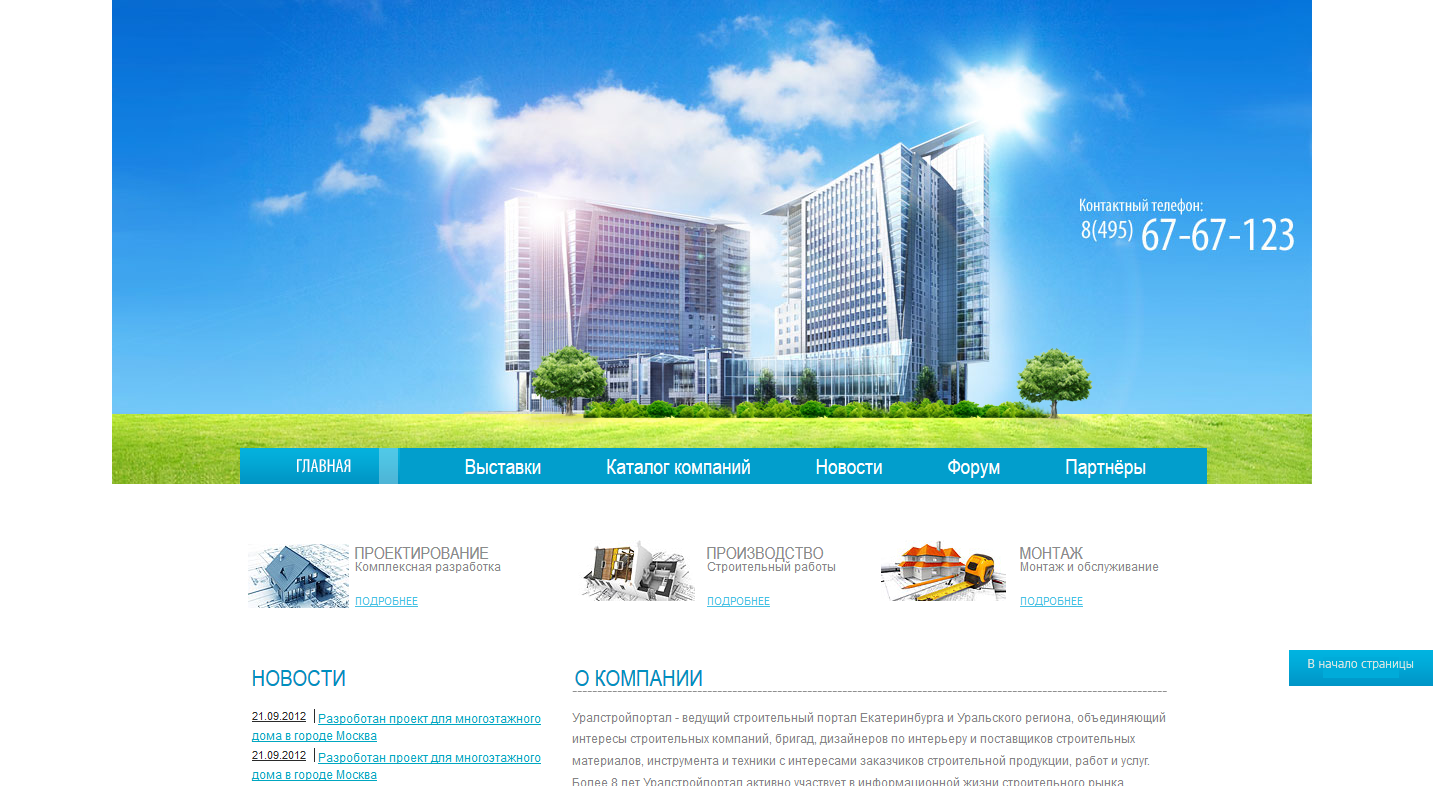 Контактный телефон:
8(495) 67-67-123
ГЛАВНАЯ Выставки Каталог компаний Новости Форум Партнёры
ПРОЕКТИРОВАНИЕ
Комплексная разработка
ПОДРОБНЕЕ
ПРОИЗВОДСТВО
Строительный работы
ПОДРОБНЕЕ
МОНТАЖ
Монтаж и обслуживание
ПОДРОБНЕЕ
В начало страницы
НОВОСТИ
21.09.2012 Разроботан проект для многоэтажного
дома в городе Москва
21.09.2012 Разроботан проект для многоэтажного
дома в городе Москва
О КОМПАНИИ
Уралстройпортал - ведущий строительный портал Екатеринбурга и Уральского региона, объединяющий
интересы строительных компаний, бригад, дизайнеров по интерьеру и поставщиков строительных
материалов, инструмента и техники с интересами заказчиков строительной продукции, работ и услуг.
Более 8 лет Уралстройпортал активно участвует в информационной жизни строительного рынка